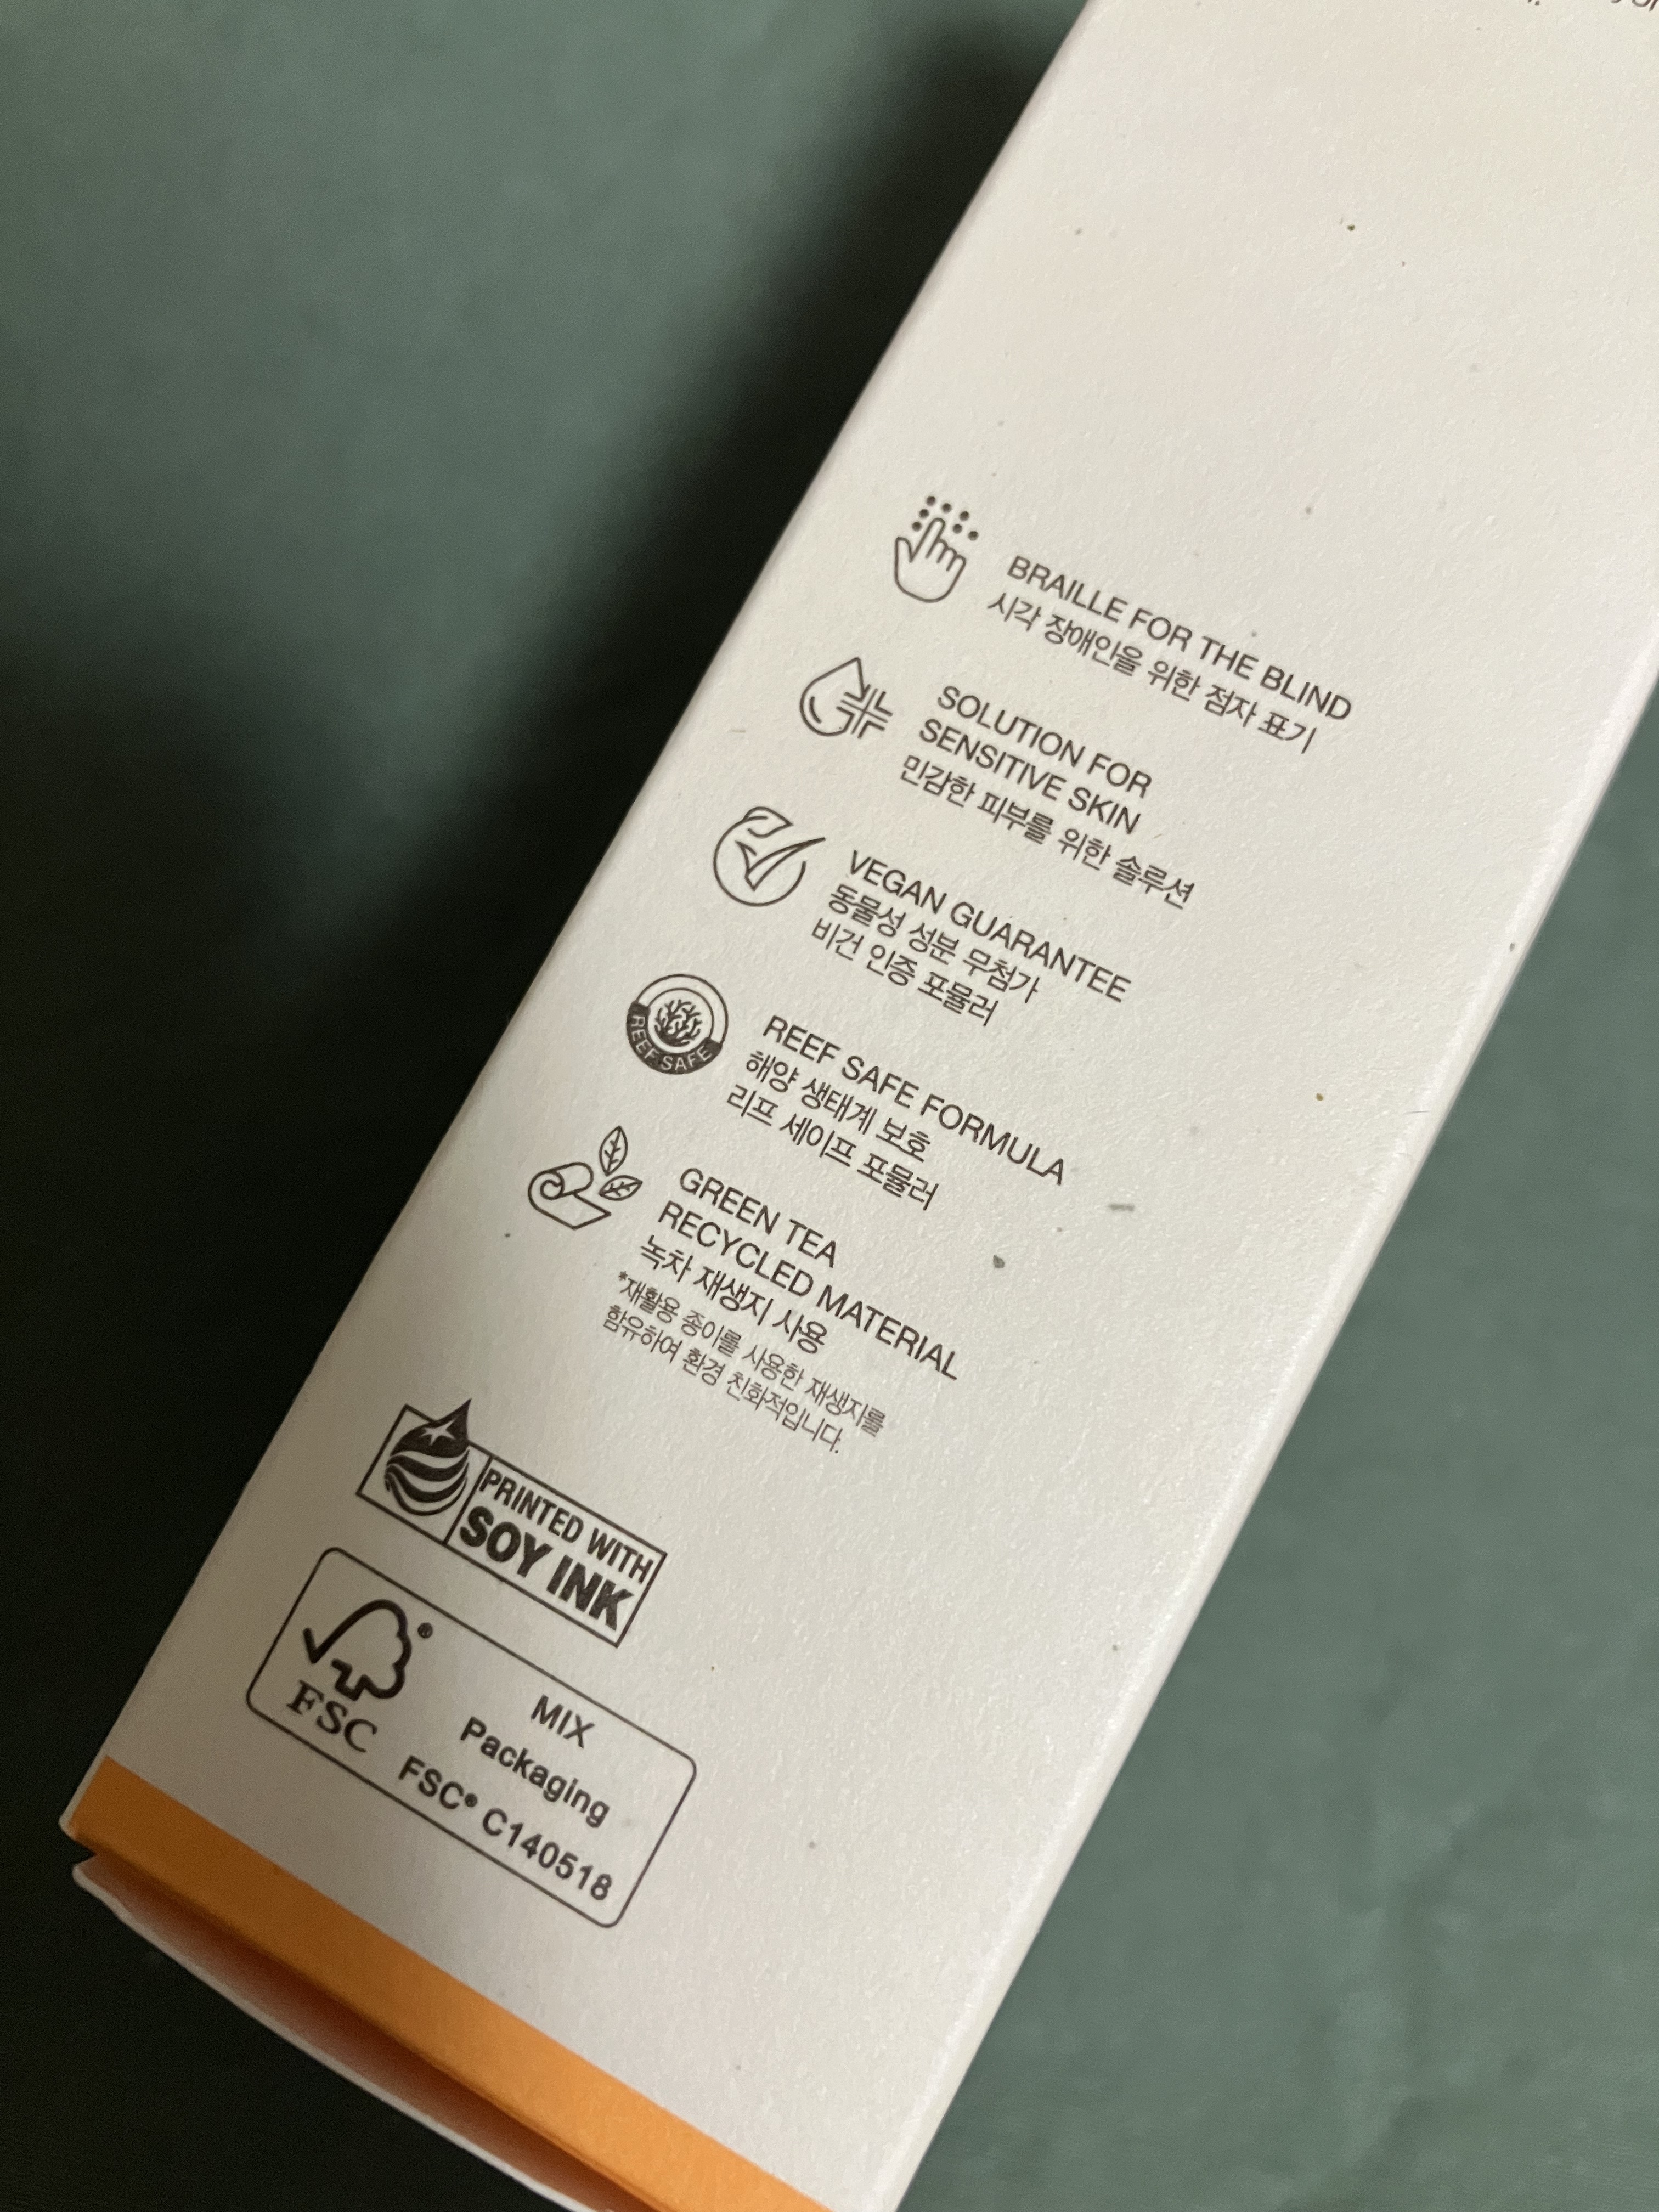 BRAILLE FOR THE BLIND
시각 장애인을 위한 점자 표기
SOLUTION FOR
SENSITIVE SKIN
민감한 피부를 위한 솔루션
VEGAN GUARANTEE
동물성 성분 무첨가
비건 인증 포뮬러
REEF SAFE
REEF SAFE FORMULA
해양 생태계 보호
리프 세이프 포뮬러
GREEN TEA
RECYCLED MATERIAL
녹차 재생지 사용
*재활용 종이를 사용한 재생지를
함유하여 환경 친화적입니다.
PRINTED WITH
SOY INK
FSC
MIX
Packaging
FSC® C140518